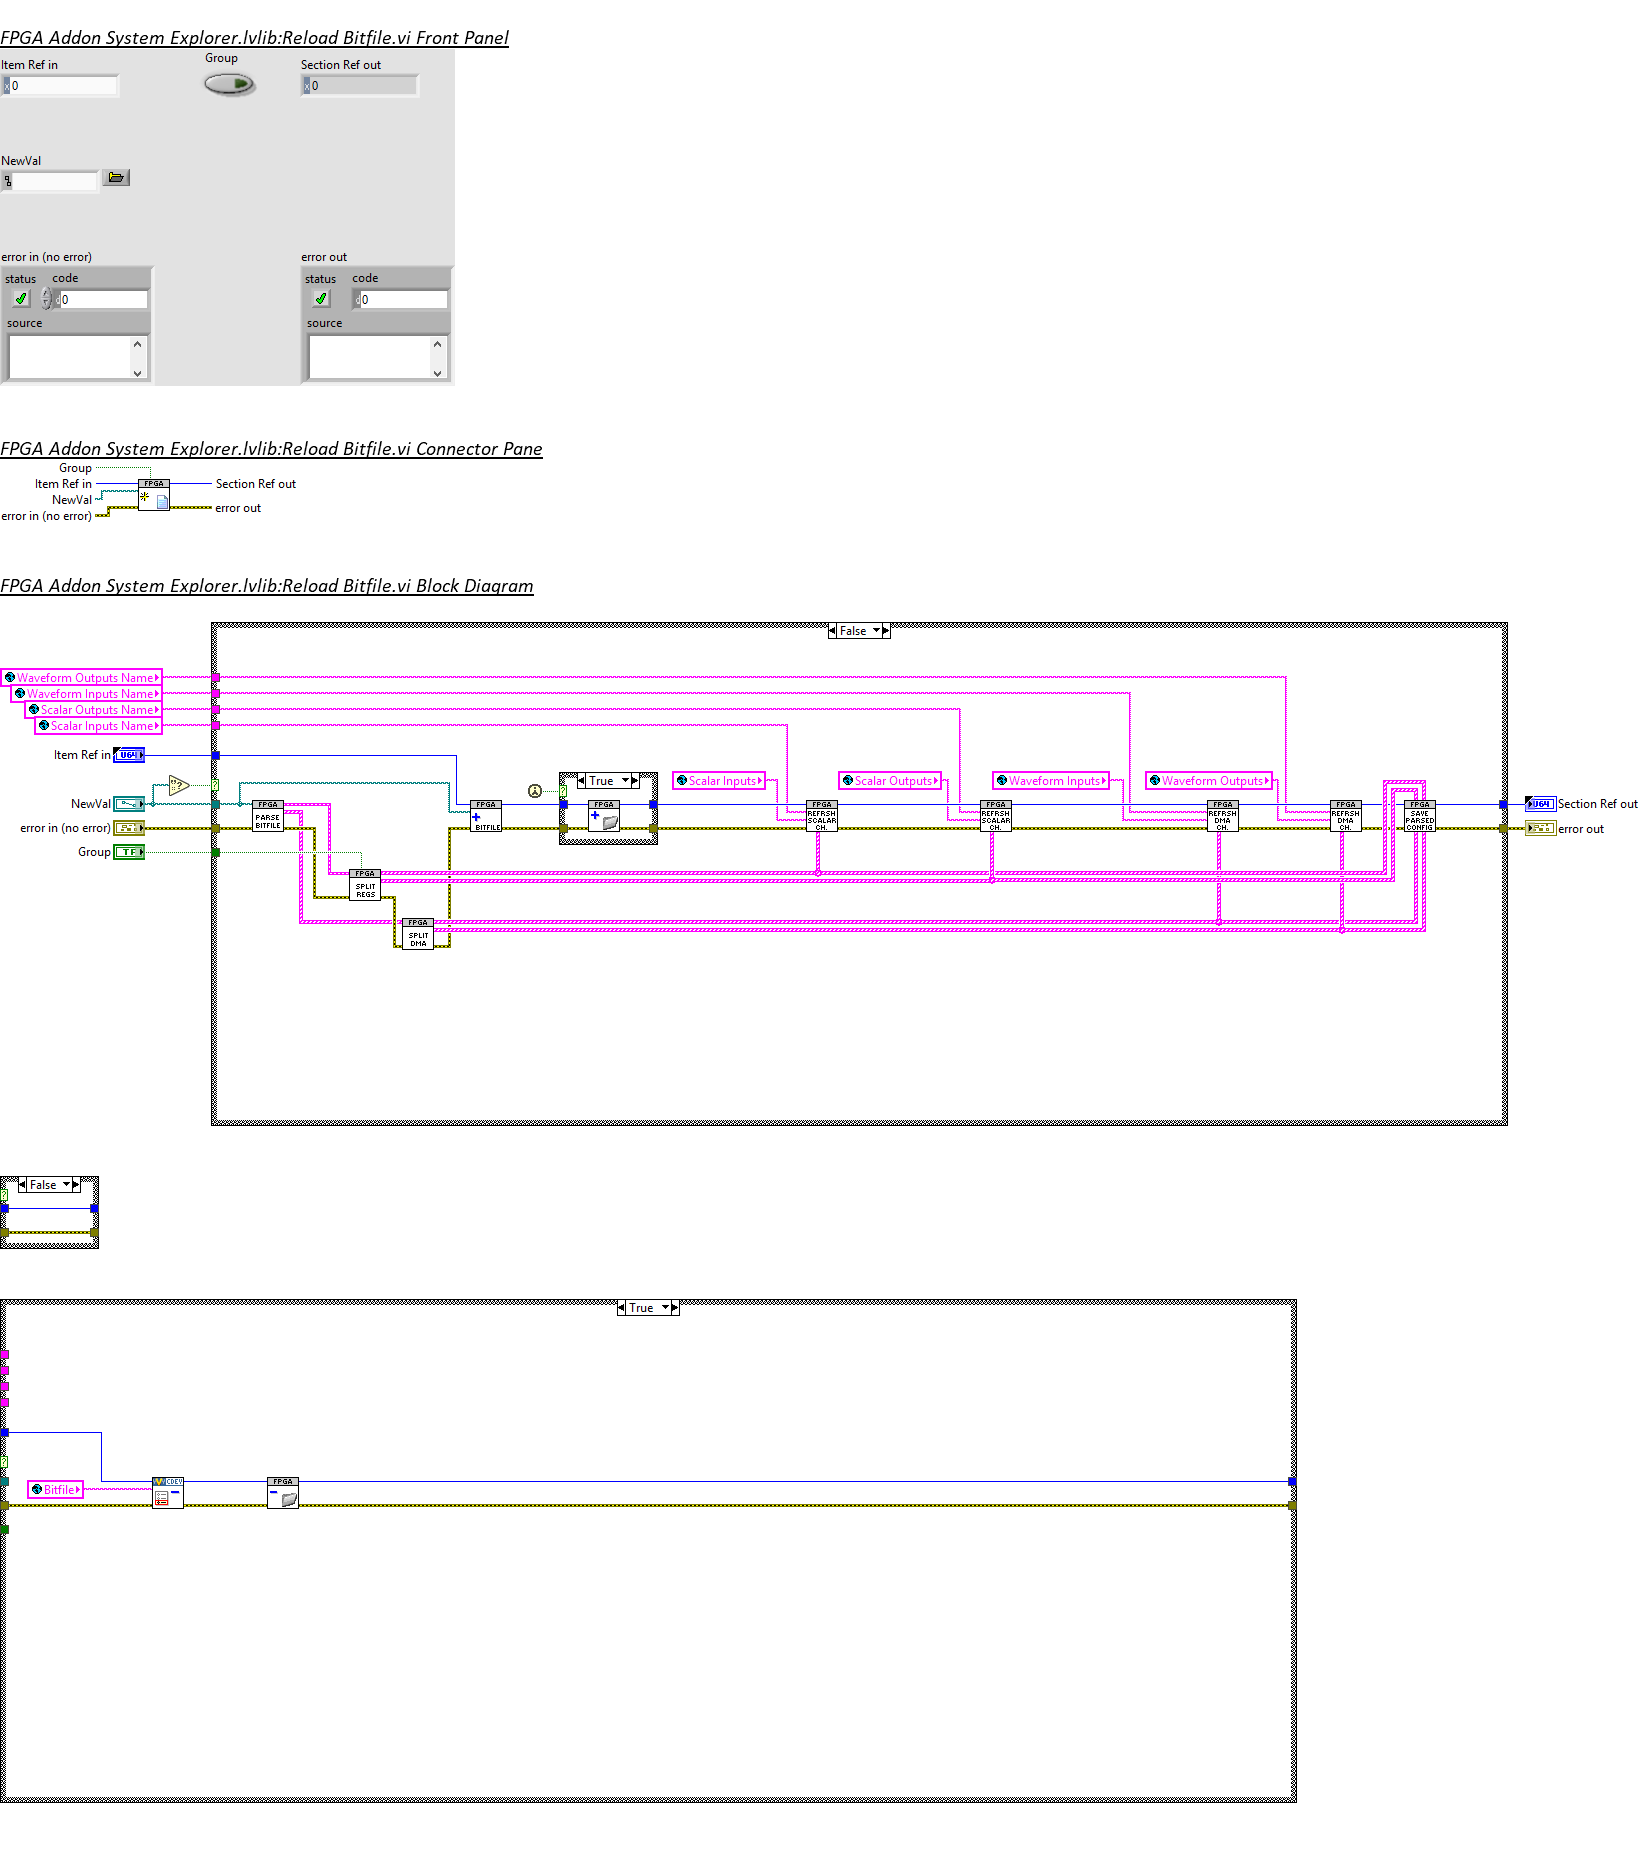 FPGA Addon System Explorer.lvlib:Reload Bitfile.vi Front Panel
Item Ref in
Group
Section Ref out
x 0
x 0
NewVal
error in (no error)
error out
status code
status code
d 0
d 0
source
source
FPGA Addon System Explorer.lvlib:Reload Bitfile.vi Connector Pane
Group
Item Ref in
FPGA
Section Ref out
NewVal
error in (no error)
error out
FPGA Addon System Explorer.lvlib:Reload Bitfile.vi Block Diagram
False
Waveform Outputs Name
Waveform Inputs Name
Scalar Outputs Name
Scalar Inputs Name
Item Ref in
U64
?
?
True
Scalar Inputs
Scalar Outputs
Waveform Inputs
Waveform Outputs
?
NewVal
FPGA
PARSE
BITFILE
FPGA
BITFILE
FPGA
FPGA
REFRSH
SCALAR
CH.
FPGA
REFRSH
SCALAR
CH.
FPGA
REFRSH
DMA
CH.
FPGA
REFRSH
DMA
CH.
FPGA
SAVE
PARSED
CONFIG
U64
Section Ref out
error in (no error)
error out
Group
TF
FPGA
SPLIT
REGS
FPGA
SPLIT
DMA
False
?
True
?
Bitfile
CDEV
FPGA